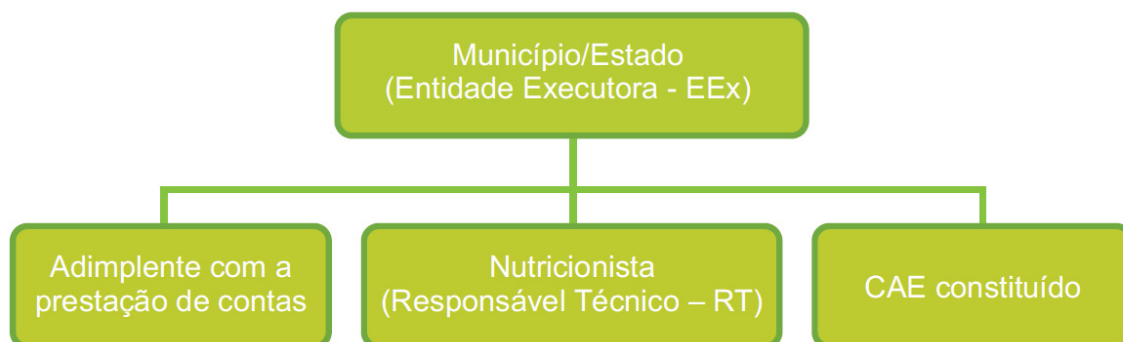 Município/Estado
(Entidade Executora - EEx)
Adimplente com a
prestação de contas
Nutricionista
(Responsável Técnico – RT)
CAE constituído